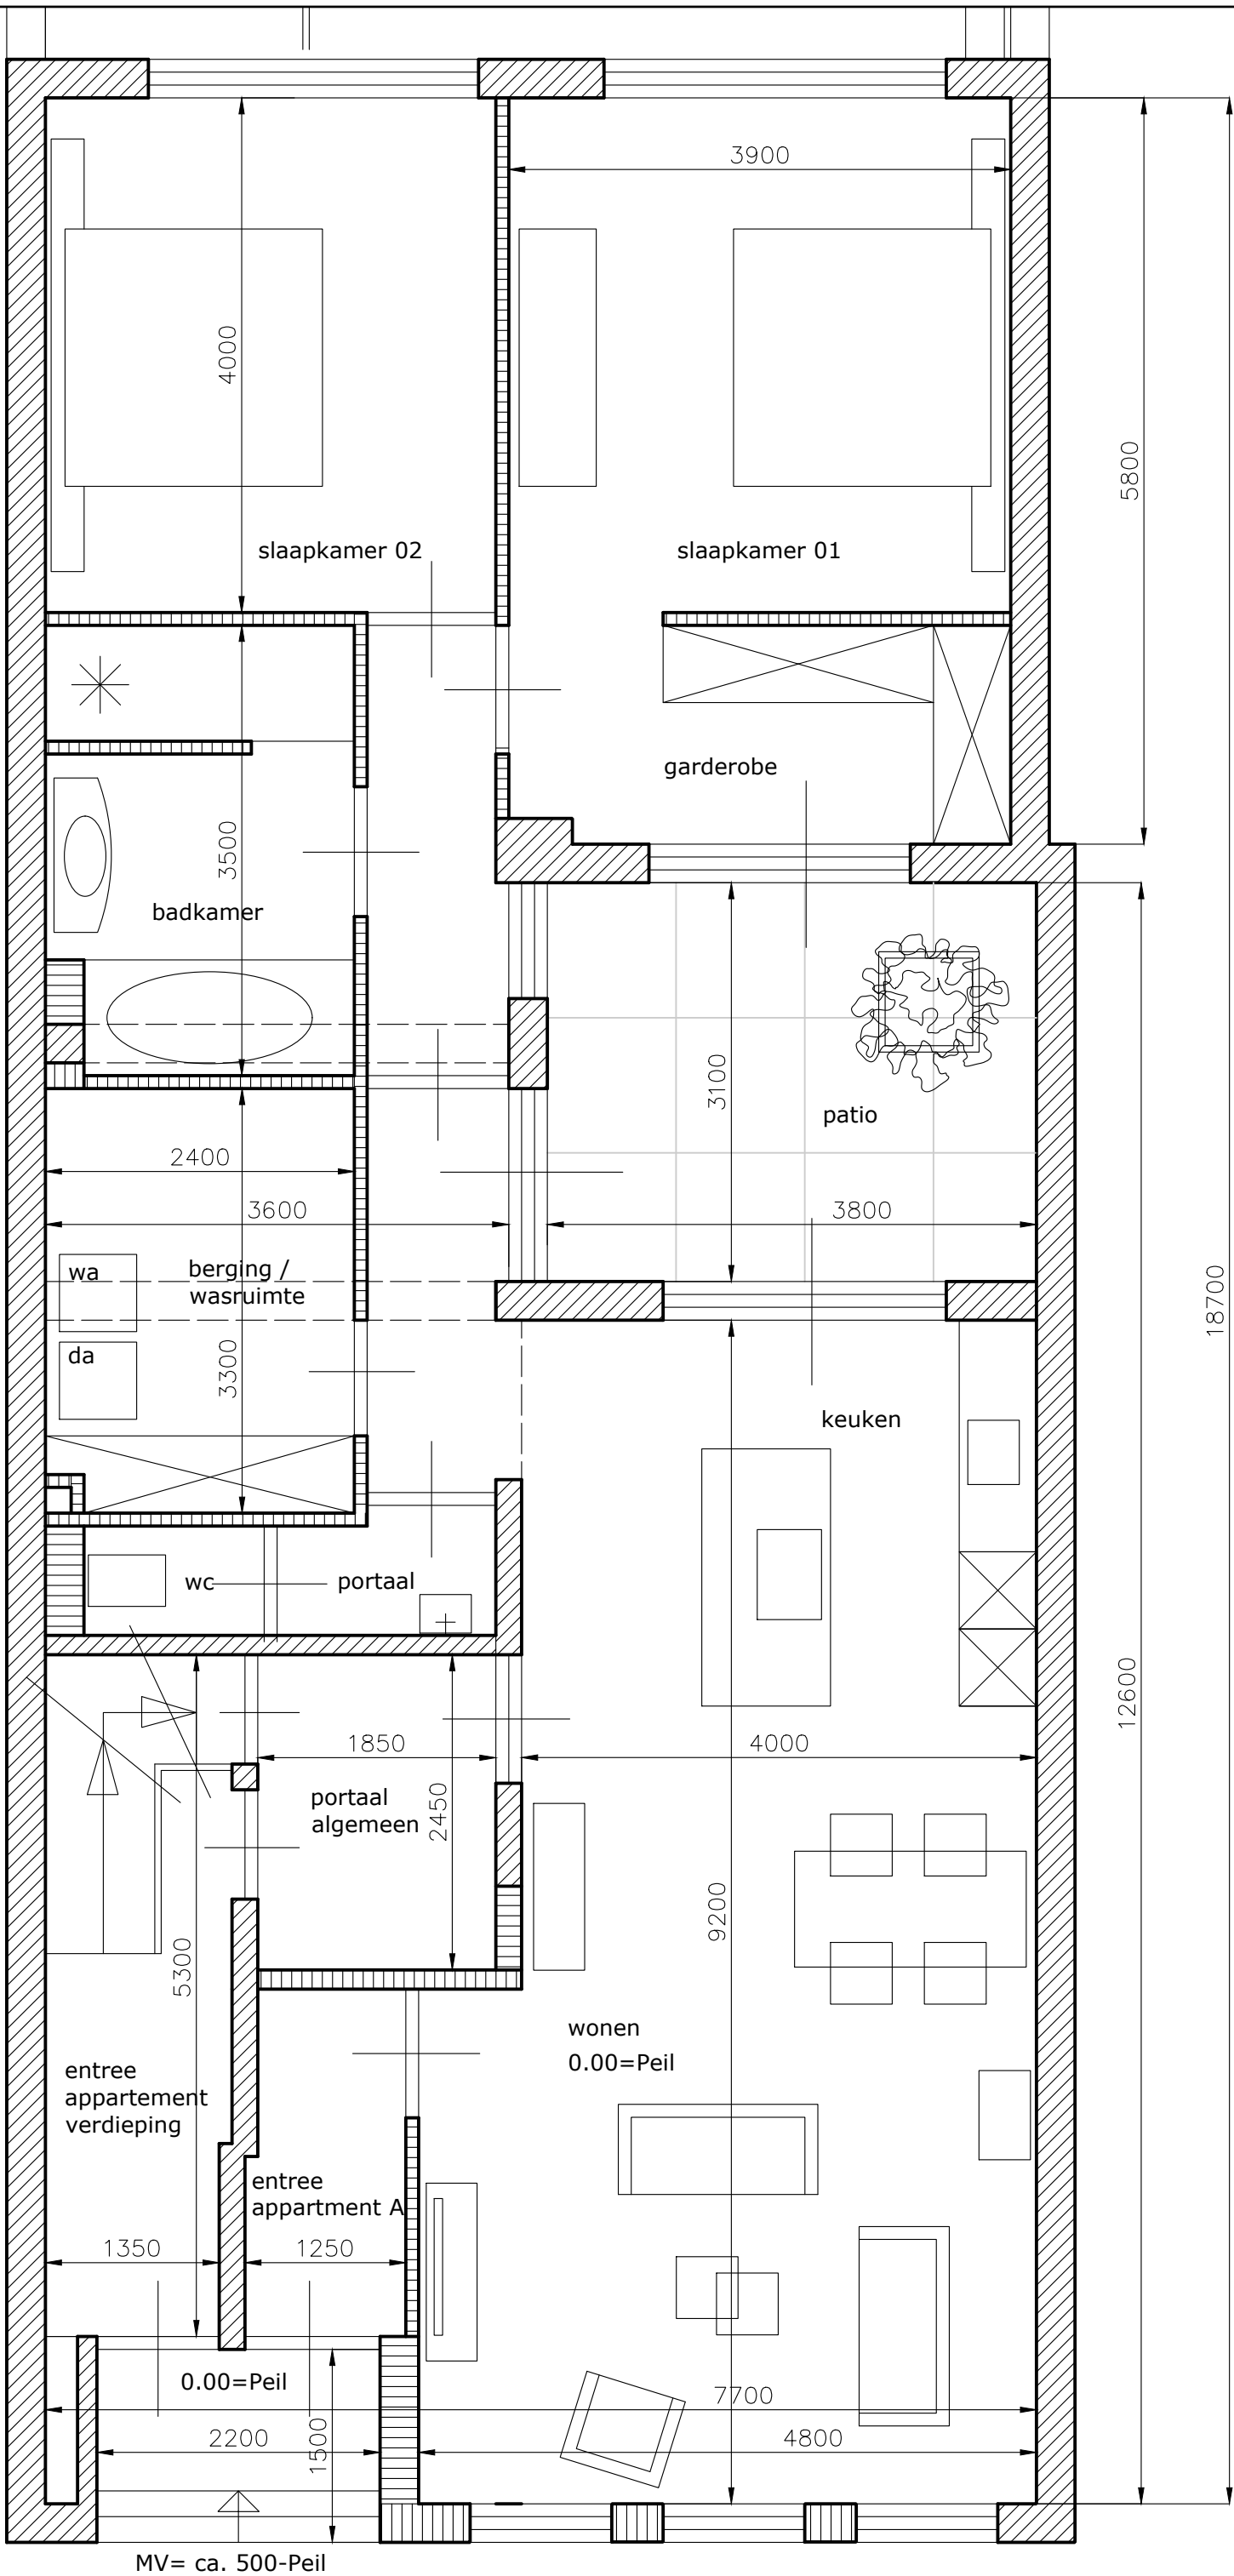 3900
4000
5800
slaapkamer 02
slaapkamer 01
garderobe
3500
badkamer
3100
patio
2400
3600
3800
wa
berging /
wasruimte
da
3300
18700
keuken
wc
portaal
12600
1850
4000
portaal
algemeen
2450
9200
5300
wonen
0.00=Peil
entree
appartement
verdieping
entree
appartment A
1350
1250
0.00=Peil
7700
2200
1500
4800
MV= ca. 500-Peil